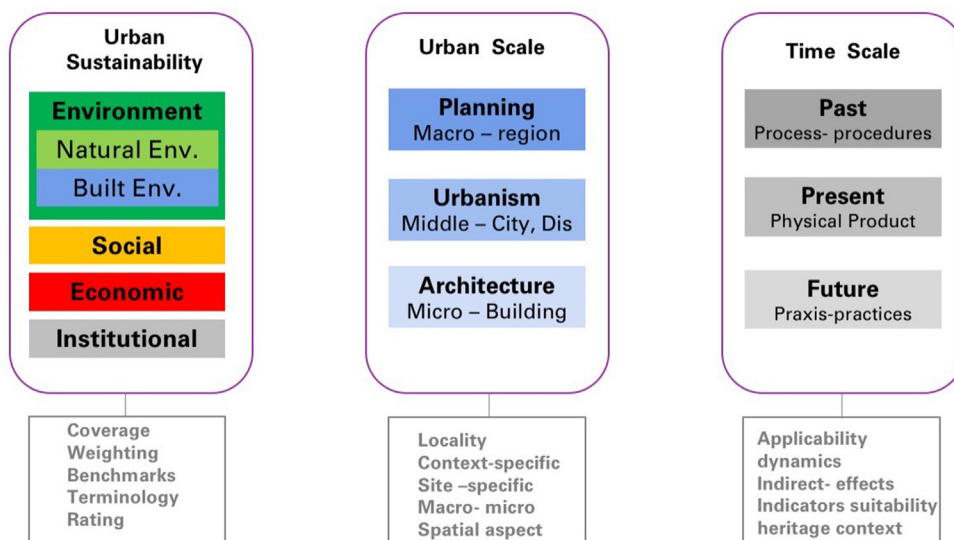 Urban
Sustainability
Environment
Natural Env.
Built Env.
Social
Economic
Institutional
Coverage
Weighting
Benchmarks
Terminology
Rating
Urban Scale
Planning
Macro – region
Urbanism
Middle – City, Dis
Architecture
Micro – Building
Locality
Context-specific
Site –specific
Macro- micro
Spatial aspect
Time Scale
Past
Process- procedures
Present
Physical Product
Future
Praxis-practices
Applicability
dynamics
Indirect- effects
Indicators suitability
heritage context